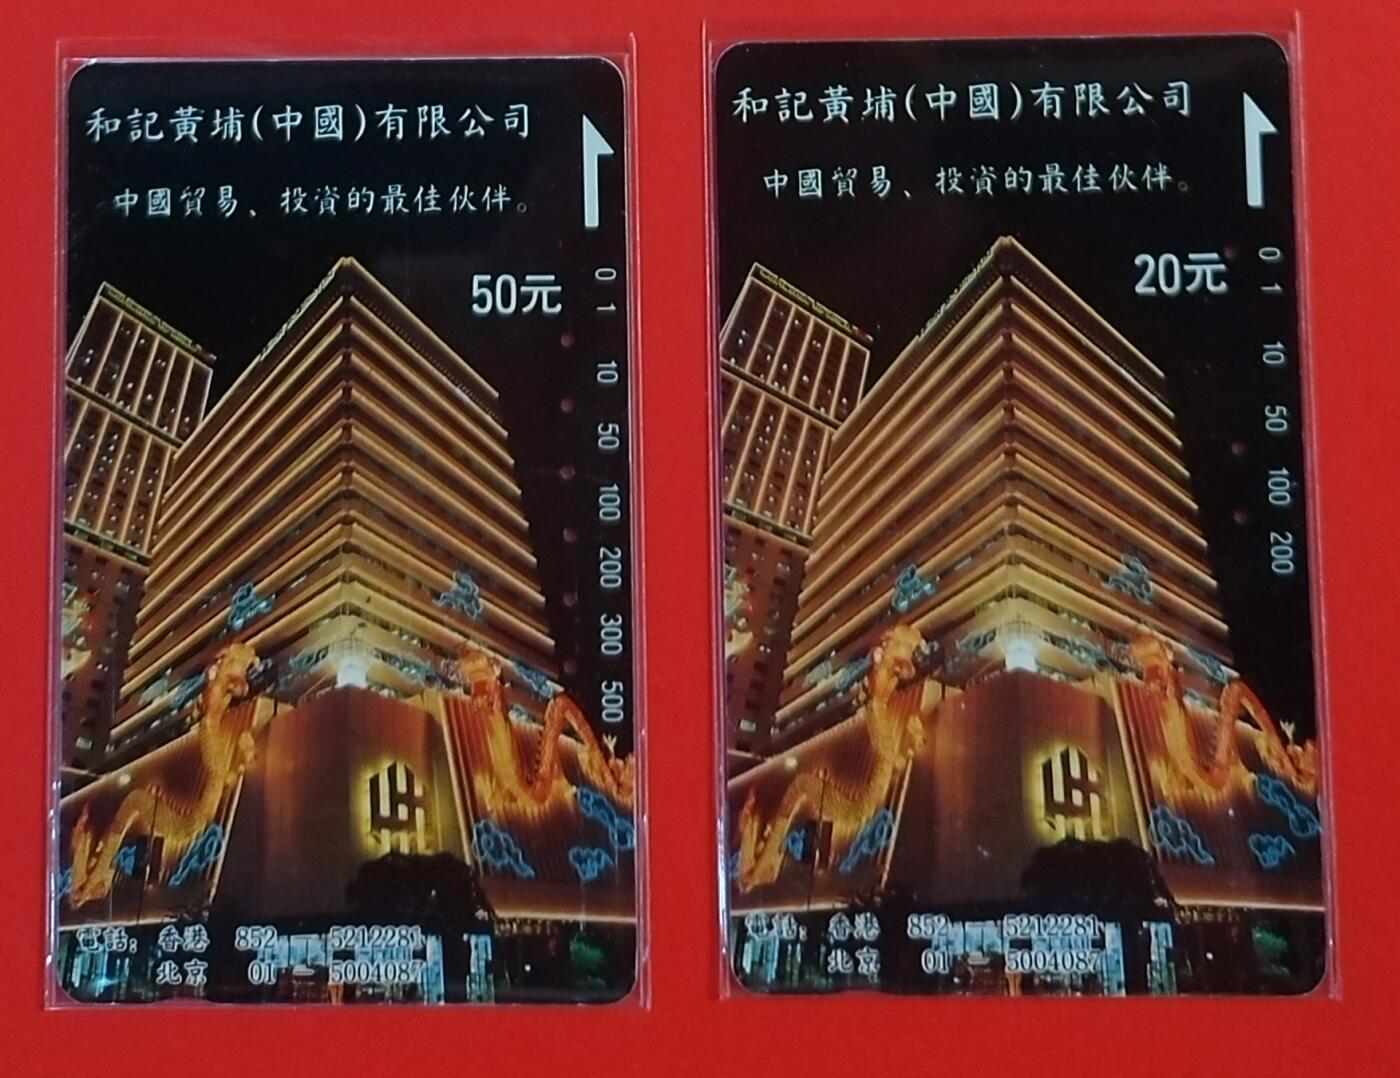 和記黃埔(中國)有限公司
中國貿易、投資的最佳伙伴。
50元
0
1
10
50
100
200
300
500
電話: 香港 852 — 5212281
北京 01 — 5004087
和記黃埔(中國)有限公司
中國貿易、投資的最佳伙伴。
20元
0
1
10
50
100
200
電話: 香港 852 — 5212281
北京 01 — 5004087